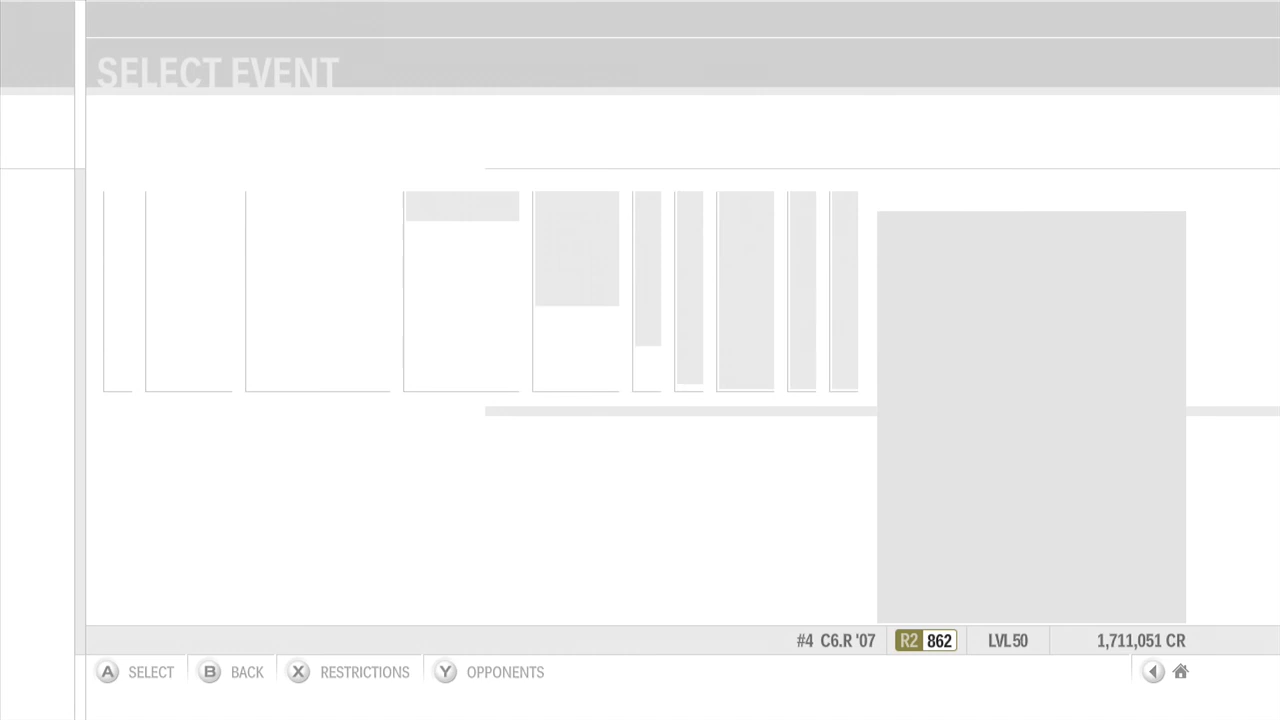 SELECT EVENT
#4 C6.R '07 R2 862 LVL50 1,711,051 CR
A SELECT B BACK X RESTRICTIONS Y OPPONENTS